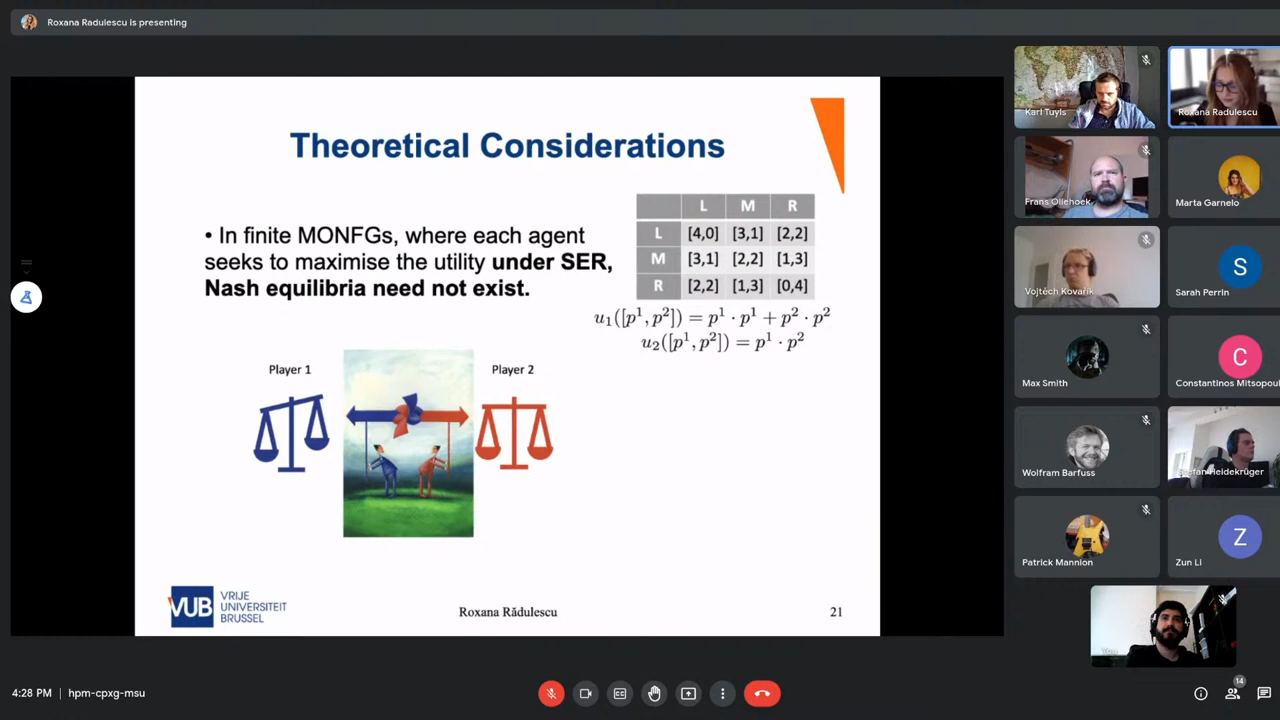 Roxana Radulescu is presenting
Theoretical Considerations
• In finite MONFGs, where each agent
seeks to maximise the utility under SER,
Nash equilibria need not exist.
L M R
L [4,0] [3,1] [2,2]
M [3,1] [2,2] [1,3]
R [2,2] [1,3] [0,4]
u₁([p¹, p²]) = p¹ · p¹ + p² · p²
u₂([p¹, p²]) = p¹ · p²
Player 1
Player 2
VUB
VRIJE
UNIVERSITEIT
BRUSSEL
Roxana Rădulescu
21
Karl Tuyls
Roxana Radulescu
Frans Oliehoek
Marta Garnelo
Vojtěch Kovařík
S
Sarah Perrin
Max Smith
C
Constantinos Mitsopoul
Wolfram Barfuss
Stefan Heidekrüger
Patrick Mannion
Z
Zun Li
You
4:28 PM | hpm-cpxg-msu
CC
14